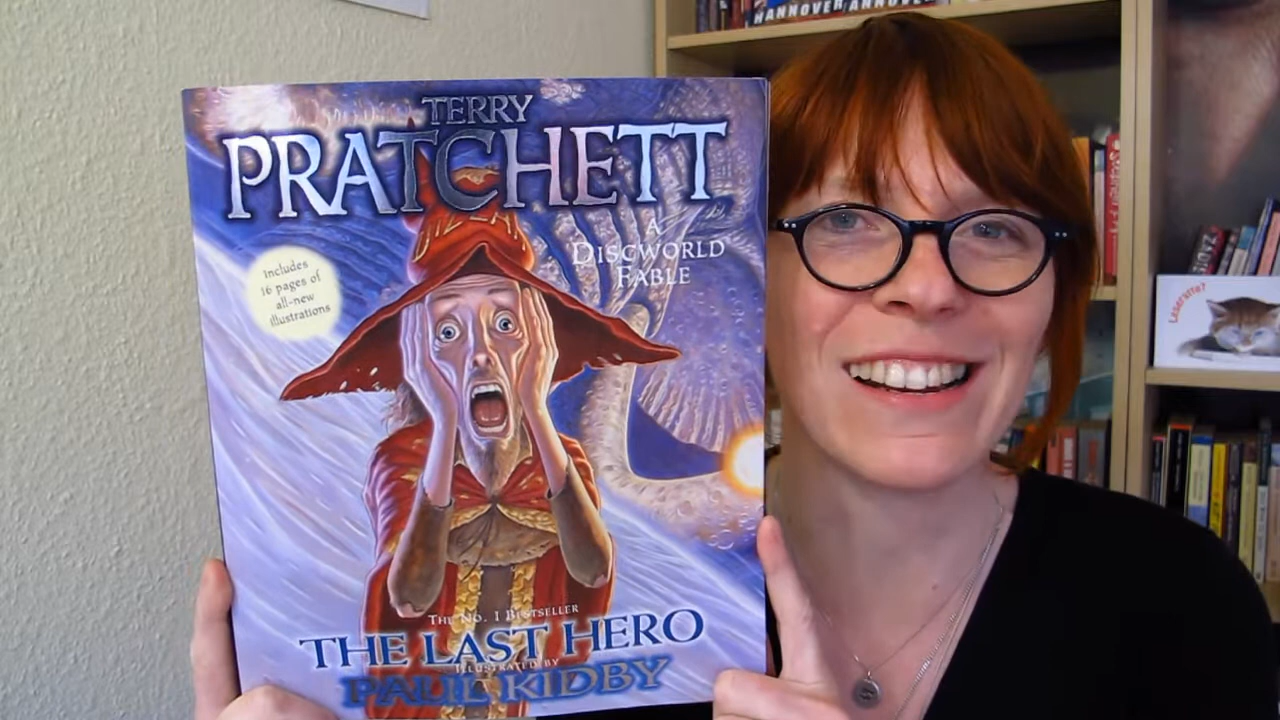 HANNOVER ANNOVER
TERRY
PRATCHETT
A
DISCWORLD
FABLE
Includes
16 pages of
all-new
illustrations
THE NO. 1 BESTSELLER
THE LAST HERO
ILLUSTRATED BY
PAUL KIDBY
Leseratte?